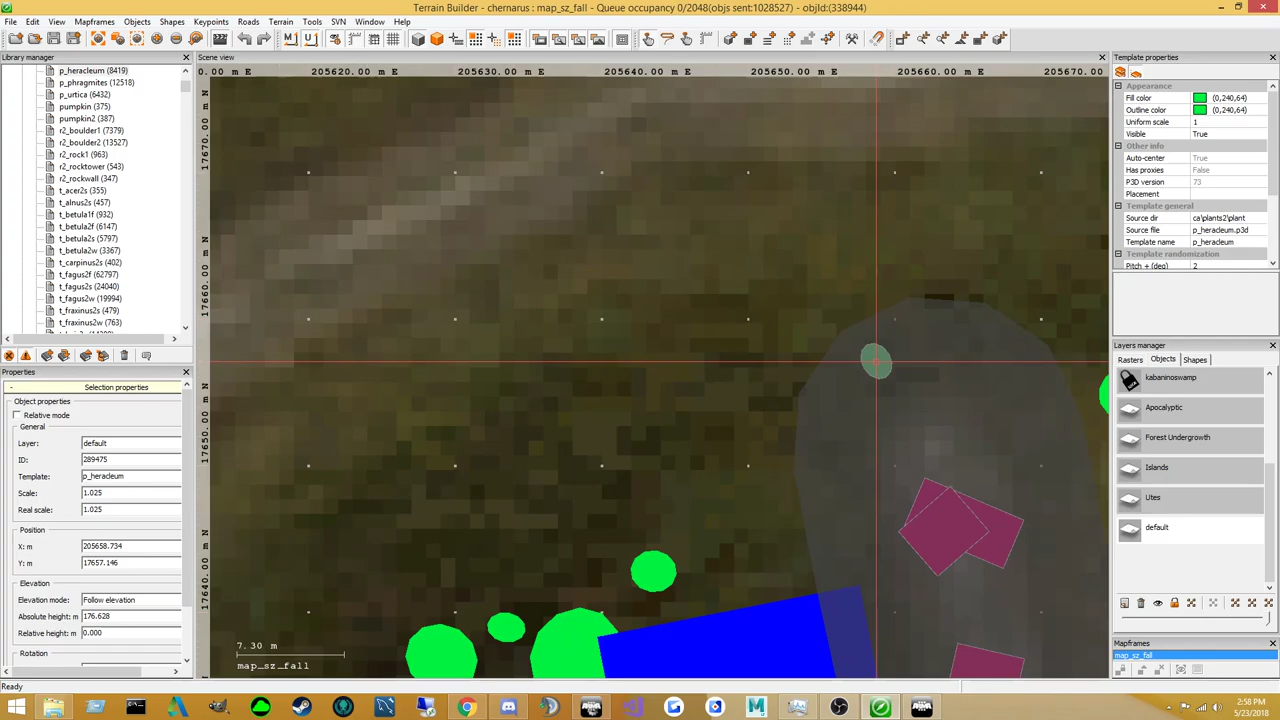 Terrain Builder - chernarus : map_sz_fall - Queue occupancy 0/2048(objs sent:1028527) - objId:(338944)
File Edit View Mapframes Objects Shapes Keypoints Roads Terrain Tools SVN Window Help
Library manager
p_heracleum (8419)
p_phragmites (12518)
p_urtica (6432)
pumpkin (375)
pumpkin2 (387)
r2_boulder1 (7379)
r2_boulder2 (13527)
r2_rock1 (963)
r2_rocktower (543)
r2_rockwall (347)
t_acer2s (355)
t_alnus2s (457)
t_betula1f (932)
t_betula2f (6147)
t_betula2s (5797)
t_betula2w (3367)
t_carpinus2s (402)
t_fagus2f (62797)
t_fagus2s (24040)
t_fagus2w (19994)
t_fraxinus2s (479)
t_fraxinus2w (763)
Properties
Selection properties
Object properties
Relative mode
General
Layer: default
ID: 289475
Template: p_heracleum
Scale: 1.025
Real scale: 1.025
Position
X: m 205658.734
Y: m 17657.146
Elevation
Elevation mode: Follow elevation
Absolute height: m 176.628
Relative height: m 0.000
Rotation
Scene view
0.00 m E 205620.00 m E 205630.00 m E 205640.00 m E 205650.00 m E 205660.00 m E 205670.00
17670.00 m N
17660.00 m N
17650.00 m N
17640.00 m N
7.30 m
map_sz_fall
Template properties
Appearance
Fill color (0,240,64)
Outline color (0,240,64)
Uniform scale 1
Visible True
Other info
Auto-center True
Has proxies False
P3D version 73
Placement
Template general
Source dir ca\plants2\plant
Source file p_heracleum.p3d
Template name p_heracleum
Template randomization
Pitch + (deg) 2
Layers manager
Rasters Objects Shapes
kabaninoswamp
Apocalyptic
Forest Undergrowth
Islands
Utes
default
Mapframes
map_sz_fall
Ready
2:58 PM
5/23/2018